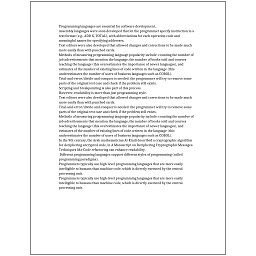 Programming languages are essential for software development.
Assembly languages were soon developed that let the programmer specify instruction in a
text format (e.g., ADD X, TOTAL), with abbreviations for each operation code and
meaningful names for specifying addresses.
Text editors were also developed that allowed changes and corrections to be made much
more easily than with punched cards.
Methods of measuring programming language popularity include: counting the number of
job advertisements that mention the language, the number of books sold and courses
teaching the language (this overestimates the importance of newer languages), and
estimates of the number of existing lines of code written in the language (this
underestimates the number of users of business languages such as COBOL).
Trial-and-error/divide-and-conquer is needed: the programmer will try to remove some
parts of the original test case and check if the problem still exists.
Scripting and breakpointing is also part of this process.
However, readability is more than just programming style.
Text editors were also developed that allowed changes and corrections to be made much
more easily than with punched cards.
Trial-and-error/divide-and-conquer is needed: the programmer will try to remove some
parts of the original test case and check if the problem still exists.
Methods of measuring programming language popularity include: counting the number of
job advertisements that mention the language, the number of books sold and courses
teaching the language (this overestimates the importance of newer languages), and
estimates of the number of existing lines of code written in the language (this
underestimates the number of users of business languages such as COBOL).
In the 9th century, the Arab mathematician Al-Kindi described a cryptographic algorithm
for deciphering encrypted code, in A Manuscript on Decrypting Cryptographic Messages.
Techniques like Code refactoring can enhance readability.
Different programming languages support different styles of programming (called
programming paradigms).
Programmers typically use high-level programming languages that are more easily
intelligible to humans than machine code, which is directly executed by the central
processing unit.
Programmers typically use high-level programming languages that are more easily
intelligible to humans than machine code, which is directly executed by the central
processing unit.